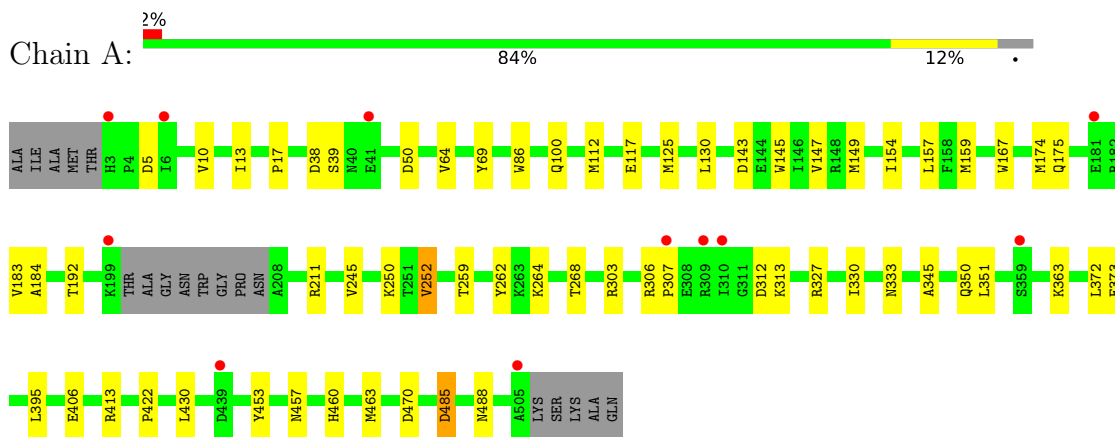 2%
Chain A:
84% 12% •
ALA ILE ALA MET THR H3 P4 D5 I6 V10 I13 P17 D38 S39 N40 E41 D50 V64 Y69 W86 Q100 M112 E117 M125 L130 D143 E144 W145 I146 V147 R148 M149 I154 L157 F158 M159 W167 M174 Q175 E181 R182
V183 A184 T192 K199 THR ALA GLY ASN TRP GLY PRO ASN A208 R211 V245 K250 T251 V252 T259 Y262 K263 K264 T268 R303 R306 P307 E308 R309 I310 G311 D312 K313 R327 I330 N333 A345 Q350 L351 S359 K363 L372 E373
L395 E406 R413 P422 L430 D439 Y453 N457 H460 M463 D470 D485 N488 A505 LYS SER LYS ALA GLN